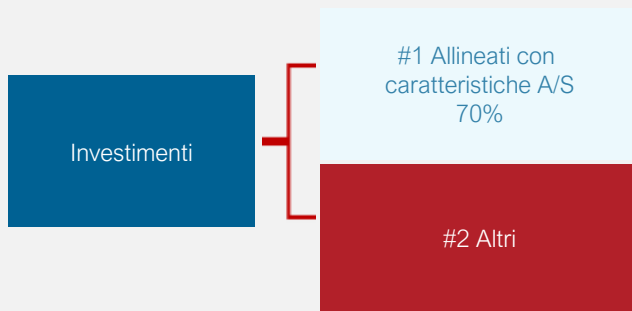 Investimenti
#1 Allineati con
caratteristiche A/S
70%
#2 Altri